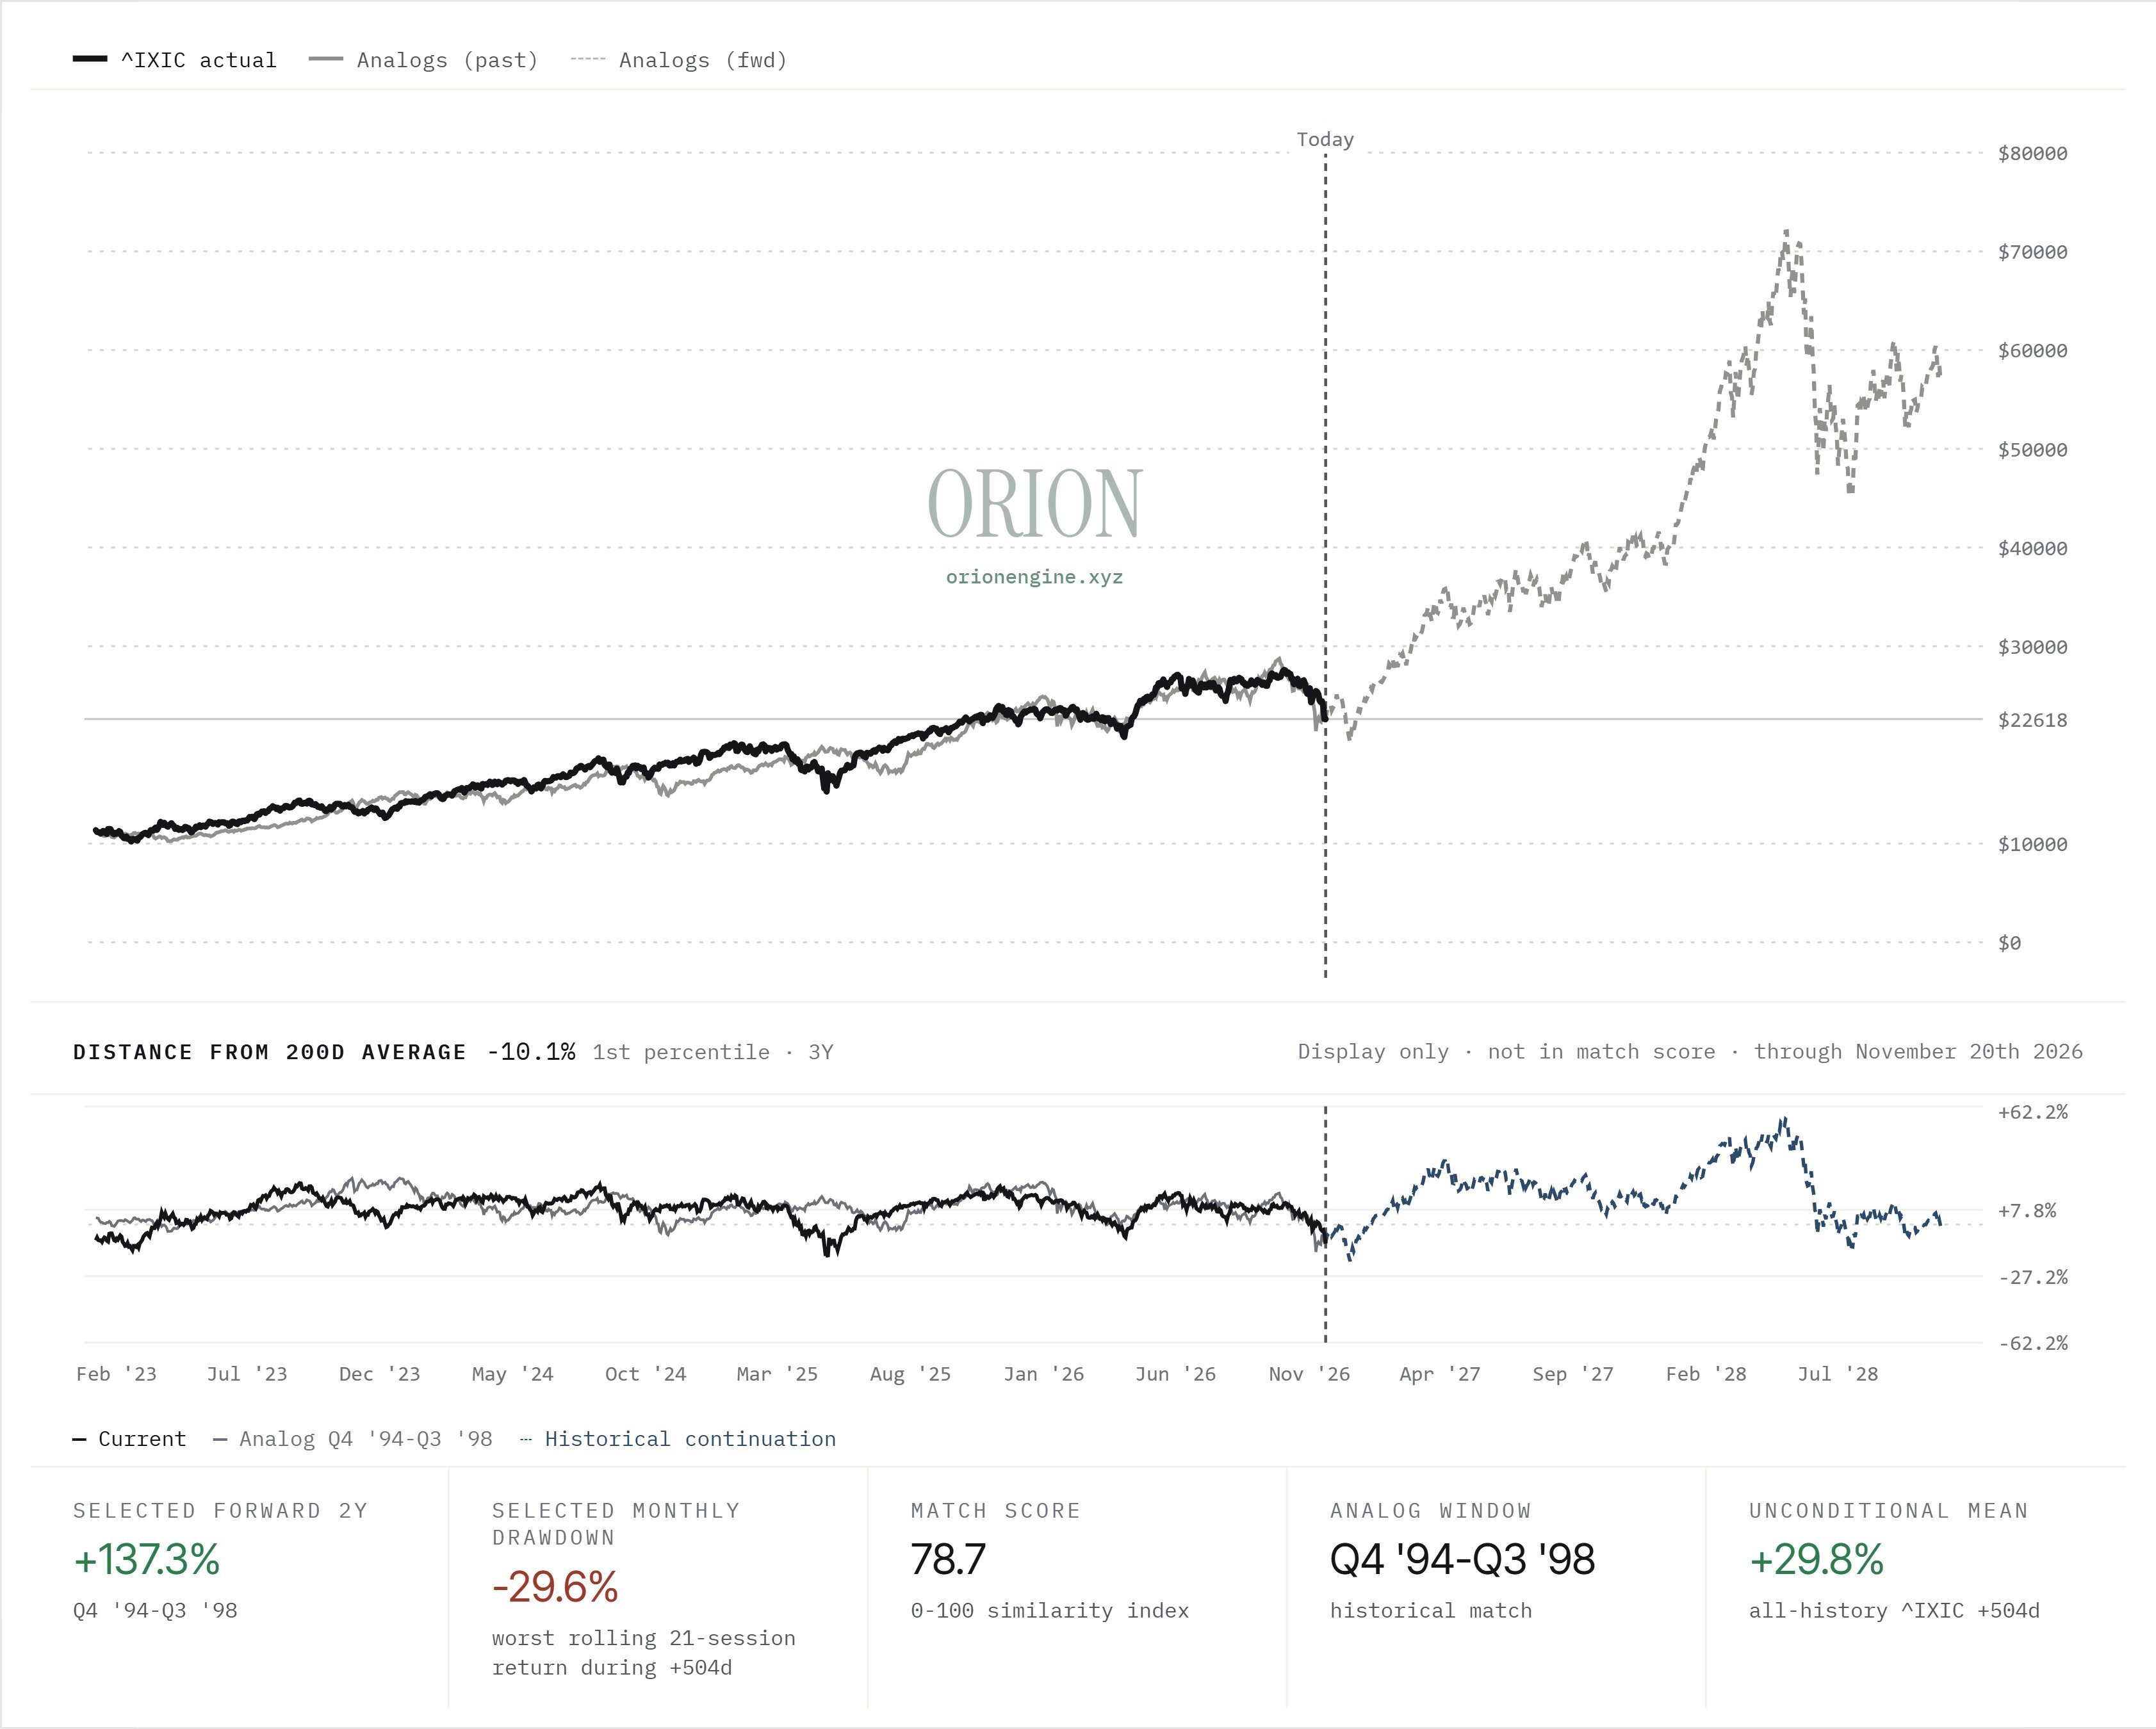 ^IXIC actual Analogs (past) Analogs (fwd)
Today
$80000
$70000
$60000
$50000
ORION
$40000
orionengine.xyz
$30000
$22618
$10000
$0
DISTANCE FROM 200D AVERAGE -10.1% 1st percentile · 3Y Display only · not in match score · through November 20th 2026
+62.2%
+7.8%
-27.2%
-62.2%
Feb '23 Jul '23 Dec '23 May '24 Oct '24 Mar '25 Aug '25 Jan '26 Jun '26 Nov '26 Apr '27 Sep '27 Feb '28 Jul '28
Current Analog Q4 '94-Q3 '98 Historical continuation
SELECTED FORWARD 2Y
+137.3%
Q4 '94-Q3 '98
SELECTED MONTHLY
DRAWDOWN
-29.6%
worst rolling 21-session
return during +504d
MATCH SCORE
78.7
0-100 similarity index
ANALOG WINDOW
Q4 '94-Q3 '98
historical match
UNCONDITIONAL MEAN
+29.8%
all-history ^IXIC +504d